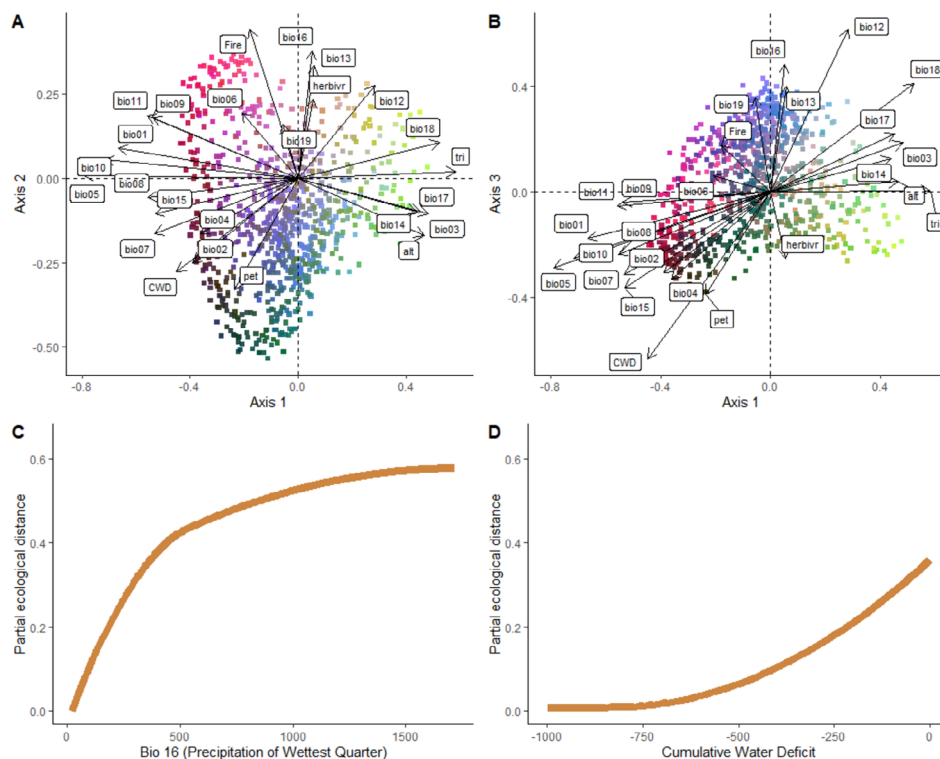 A
bio16
Fire
bio13
herbivr
bio11
bio09
bio06
bio12
bio01
bio19
bio18
bio10
tri
bio05
bio08
bio15
bio17
bio04
bio14
bio03
bio07
bio02
alt
CWD
pet
0.25
0.00
-0.25
-0.50
Axis 2
-0.8
-0.4
0.0
0.4
Axis 1
B
bio12
bio16
bio18
bio19
bio13
Fire
bio17
bio03
bio14
bio11
bio09
bio06
alt
bio01
tri
bio08
bio10
bio02
herbivr
bio05
bio07
bio15
bio04
pet
CWD
0.4
0.0
-0.4
Axis 3
-0.8
-0.4
0.0
0.4
Axis 1
C
0.6
0.4
0.2
0.0
Partial ecological distance
0
500
1000
1500
Bio 16 (Precipitation of Wettest Quarter)
D
0.6
0.4
0.2
0.0
Partial ecological distance
-1000
-750
-500
-250
0
Cumulative Water Deficit